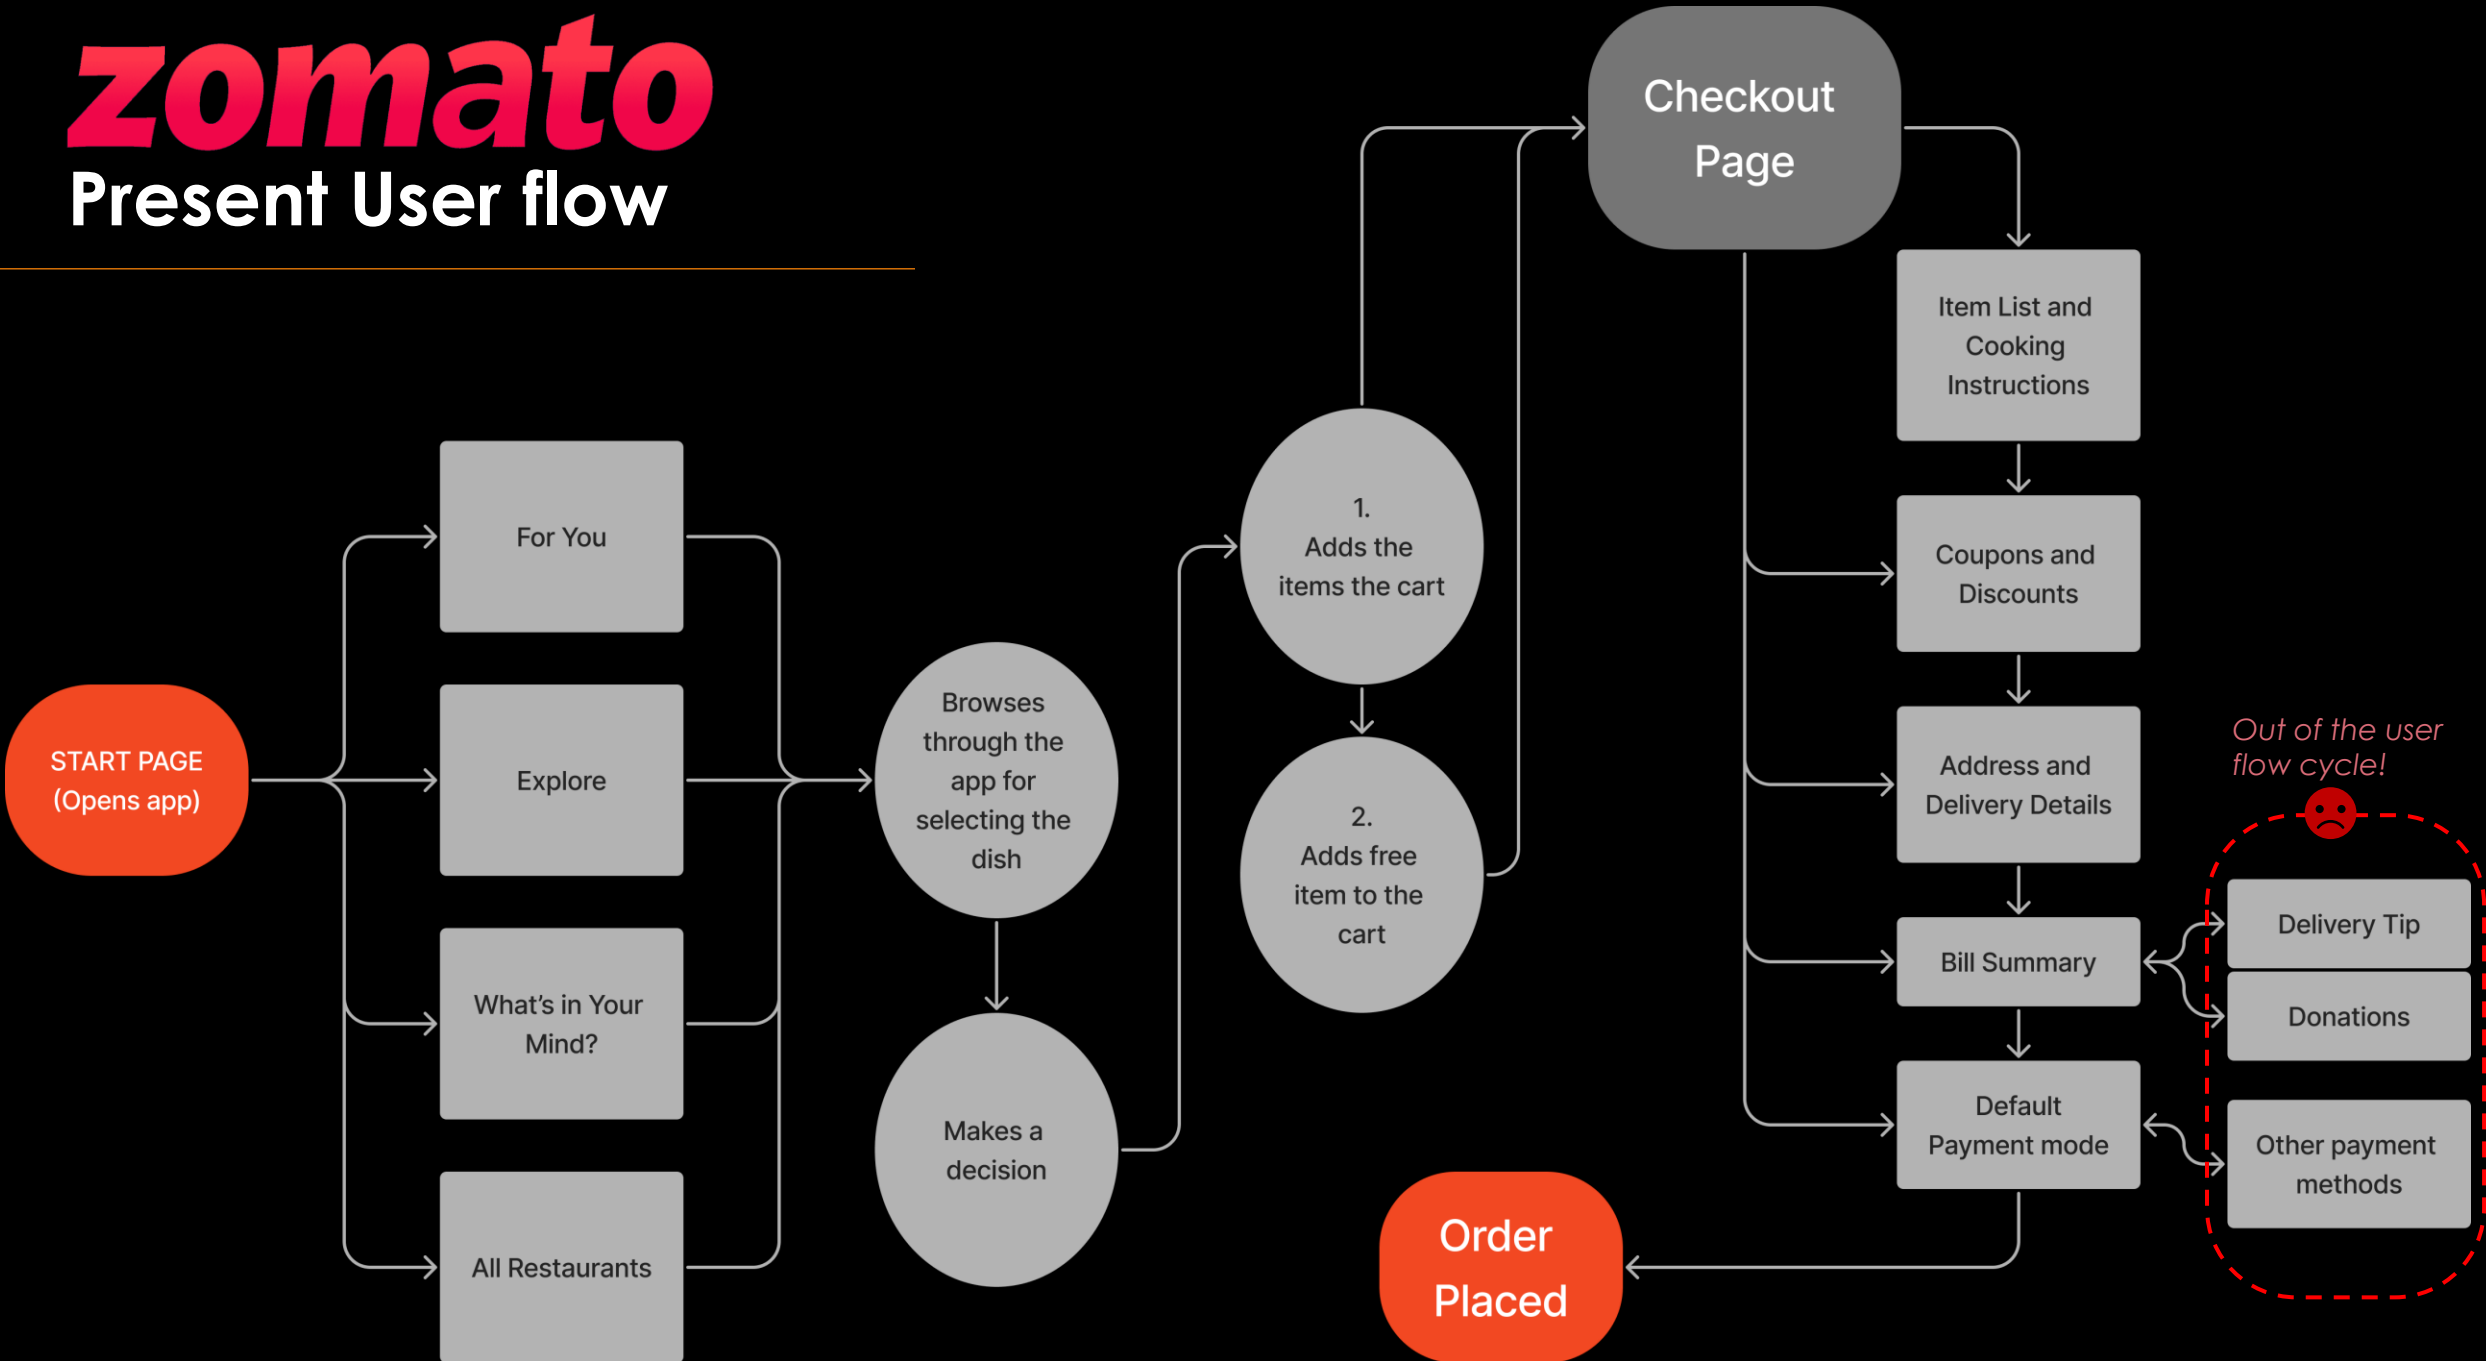 zomato
Present User flow
START PAGE
(Opens app)
For You
Explore
What's in Your
Mind?
All Restaurants
Browses
through the
app for
selecting the
dish
Makes a
decision
1.
Adds the
items the cart
2.
Adds free
item to the
cart
Checkout
Page
Item List and
Cooking
Instructions
Coupons and
Discounts
Address and
Delivery Details
Bill Summary
Default
Payment mode
Out of the user
flow cycle!
Delivery Tip
Donations
Other payment
methods
Order
Placed